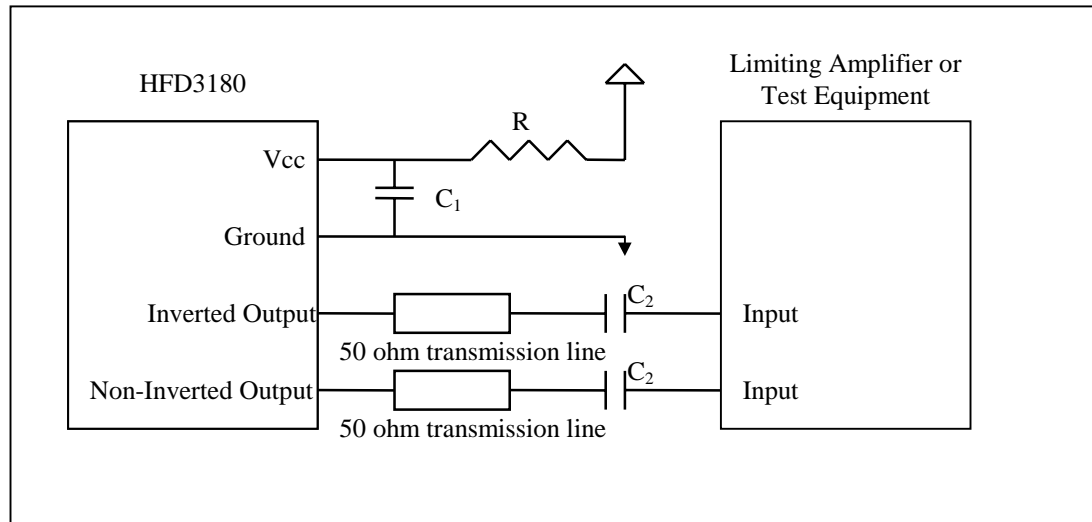 HFD3180
Limiting Amplifier or
Test Equipment
R
Vcc
C₁
Ground
C₂
Inverted Output
Input
50 ohm transmission line
C₂
Non-Inverted Output
Input
50 ohm transmission line